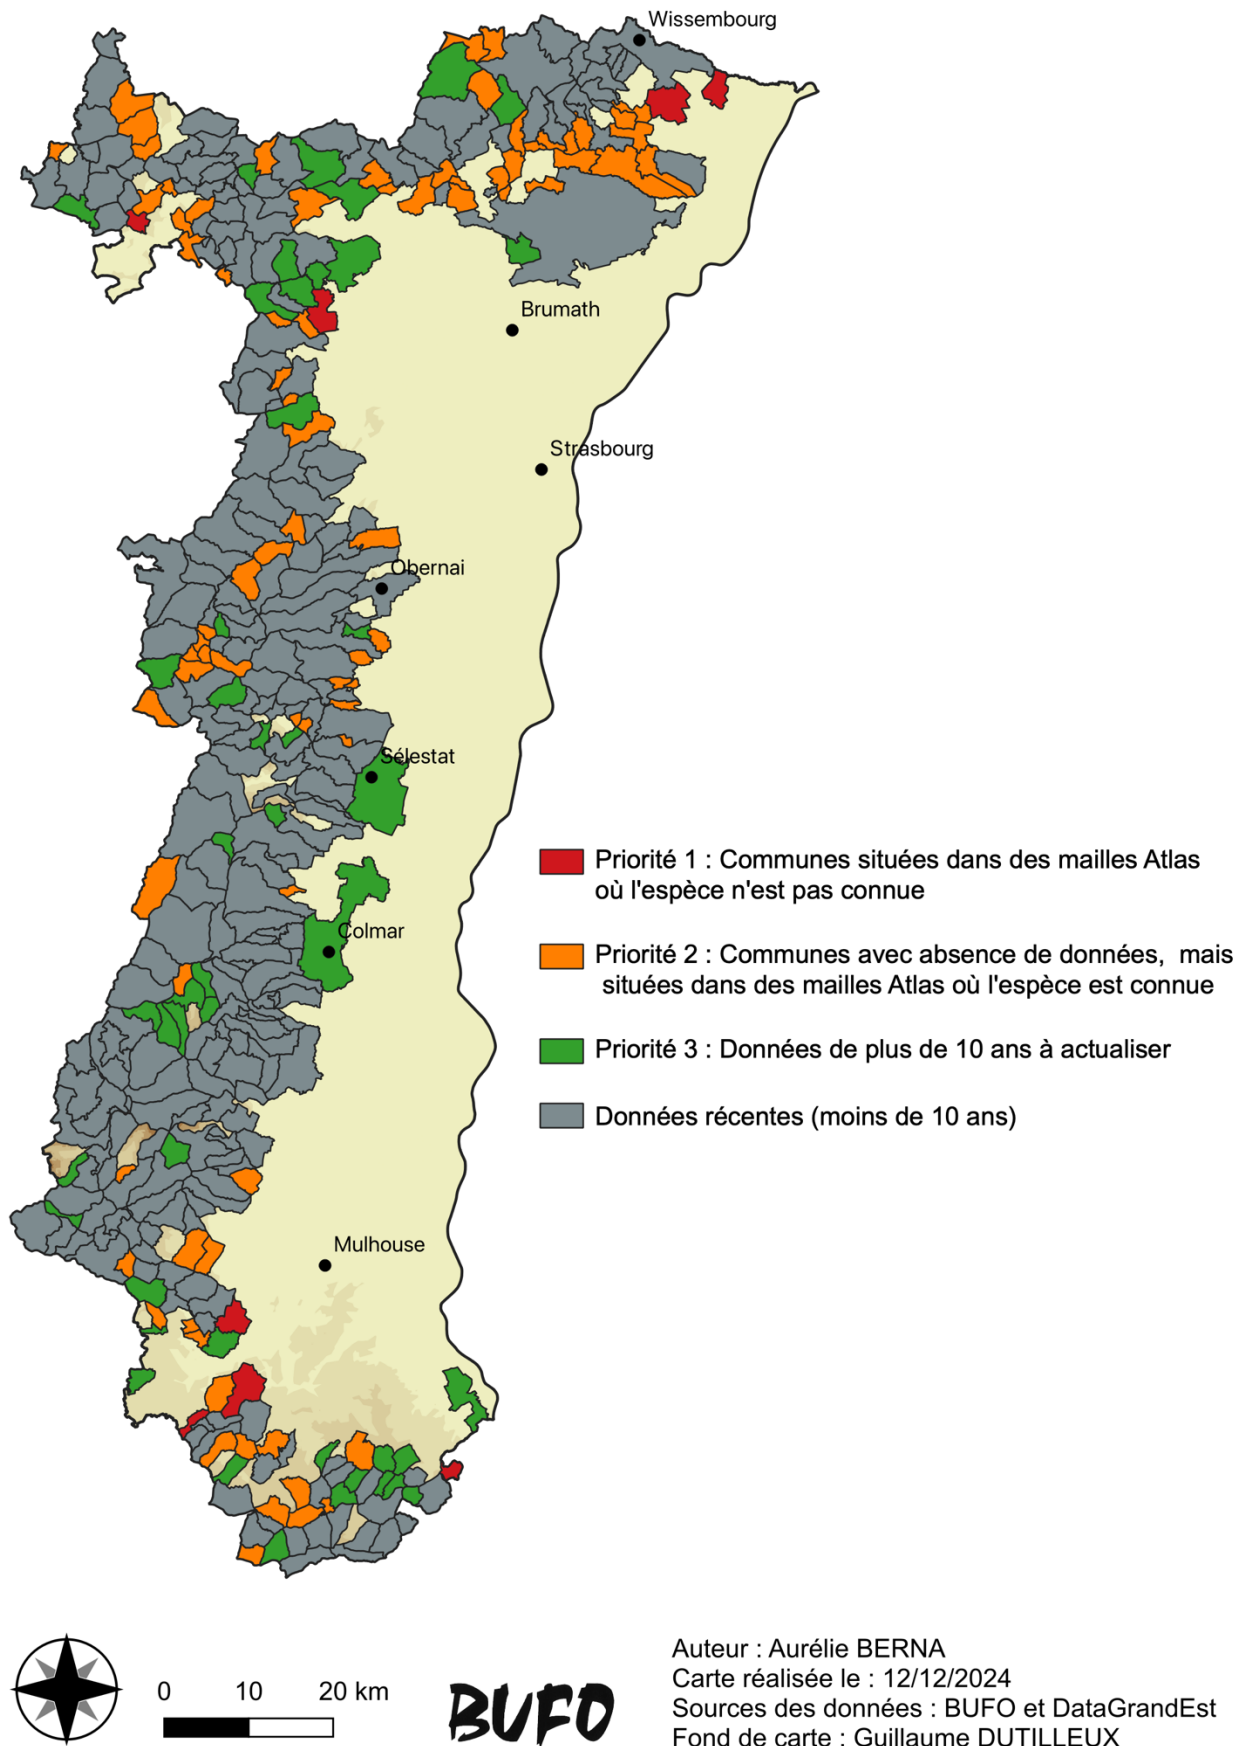 Wissembourg
Brumath
Strasbourg
Obernai
Sélestat
Priorité 1 : Communes situées dans des mailles Atlas
où l'espèce n'est pas connue
Colmar
Priorité 2 : Communes avec absence de données, mais
situées dans des mailles Atlas où l'espèce est connue
Priorité 3 : Données de plus de 10 ans à actualiser
Données récentes (moins de 10 ans)
Mulhouse
0 10 20 km
BUFO
Auteur : Aurélie BERNA
Carte réalisée le : 12/12/2024
Sources des données : BUFO et DataGrandEst
Fond de carte : Guillaume DUTILLEUX